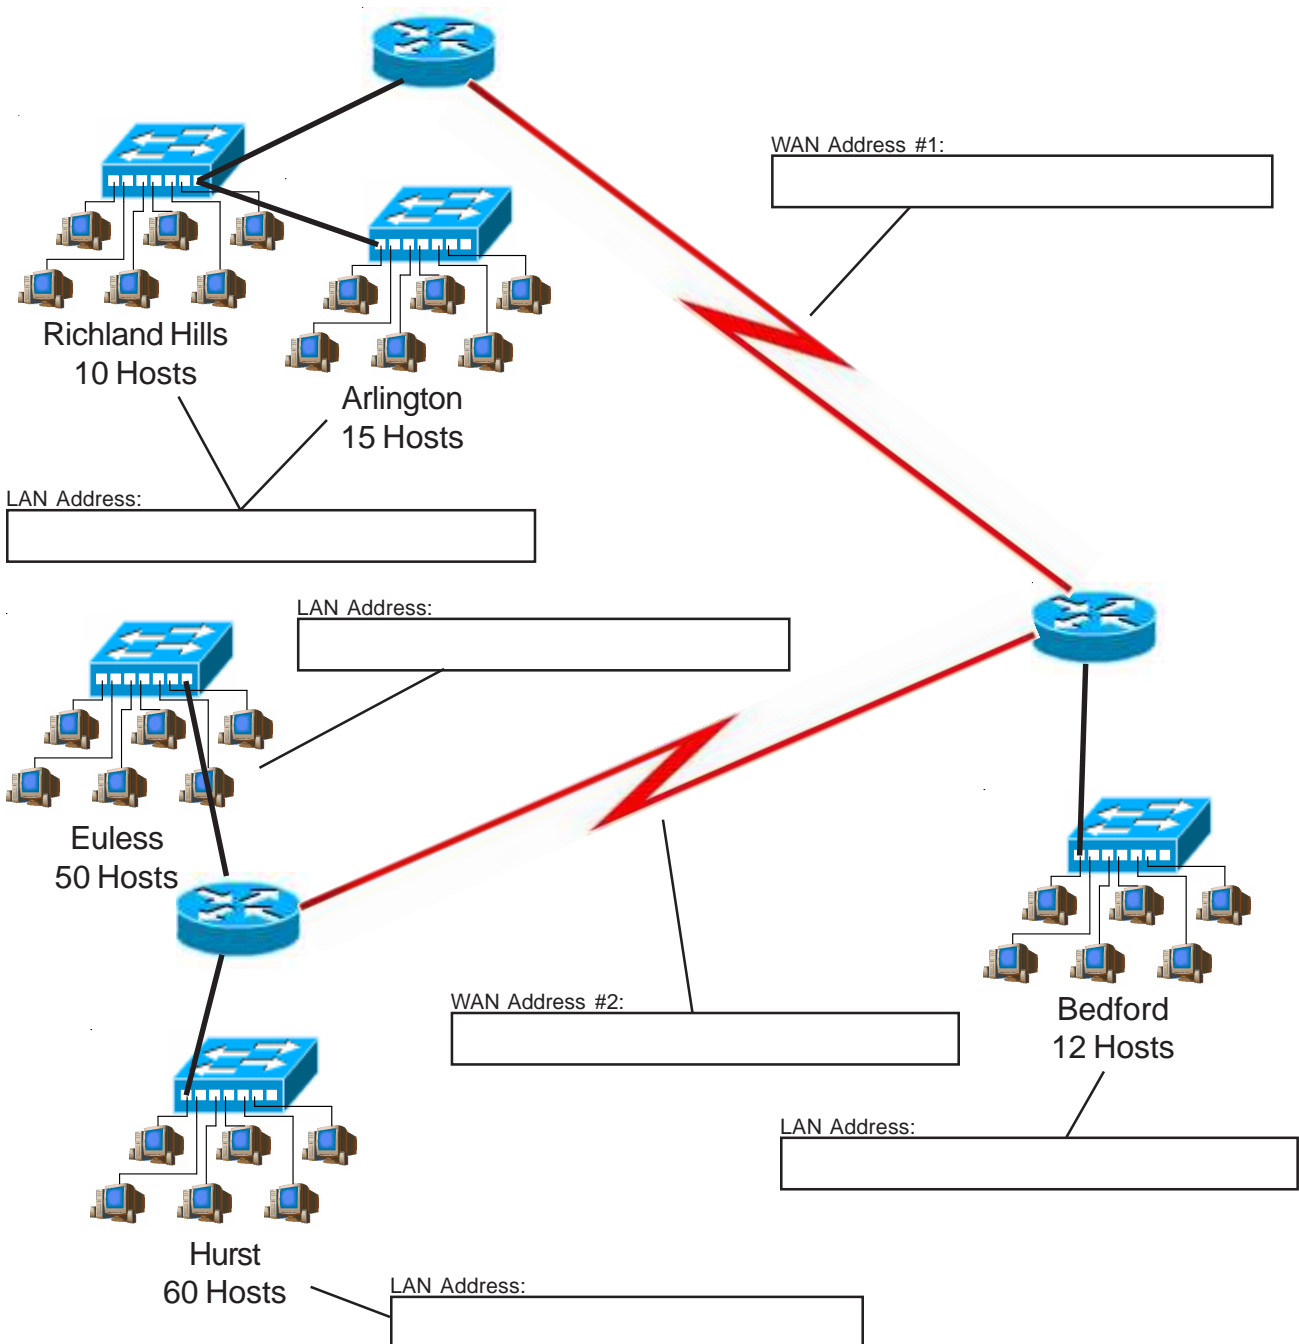 WAN Address #1:
Richland Hills
10 Hosts
Arlington
15 Hosts
LAN Address:
LAN Address:
Euless
50 Hosts
WAN Address #2:
Bedford
12 Hosts
LAN Address:
Hurst
60 Hosts
LAN Address: